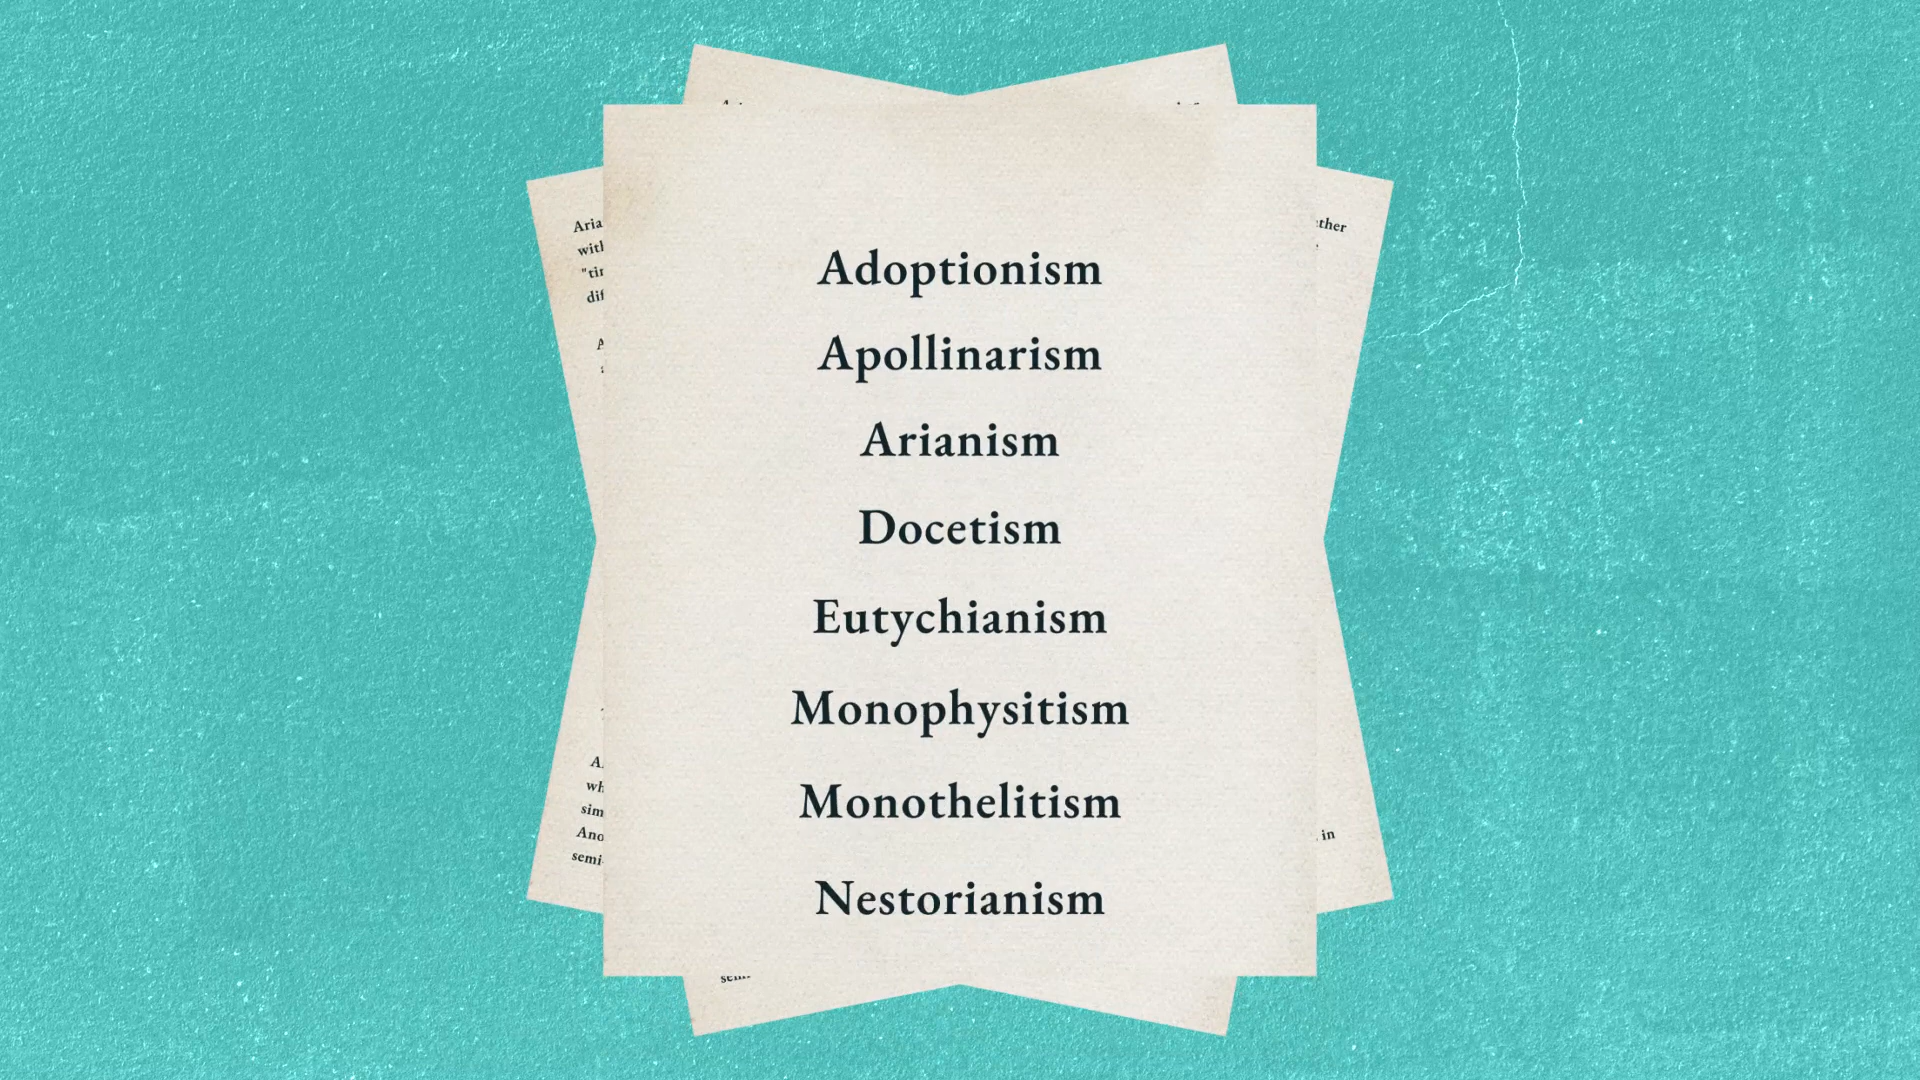 Adoptionism
Apollinarism
Arianism
Docetism
Eutychianism
Monophysitism
Monothelitism
Nestorianism